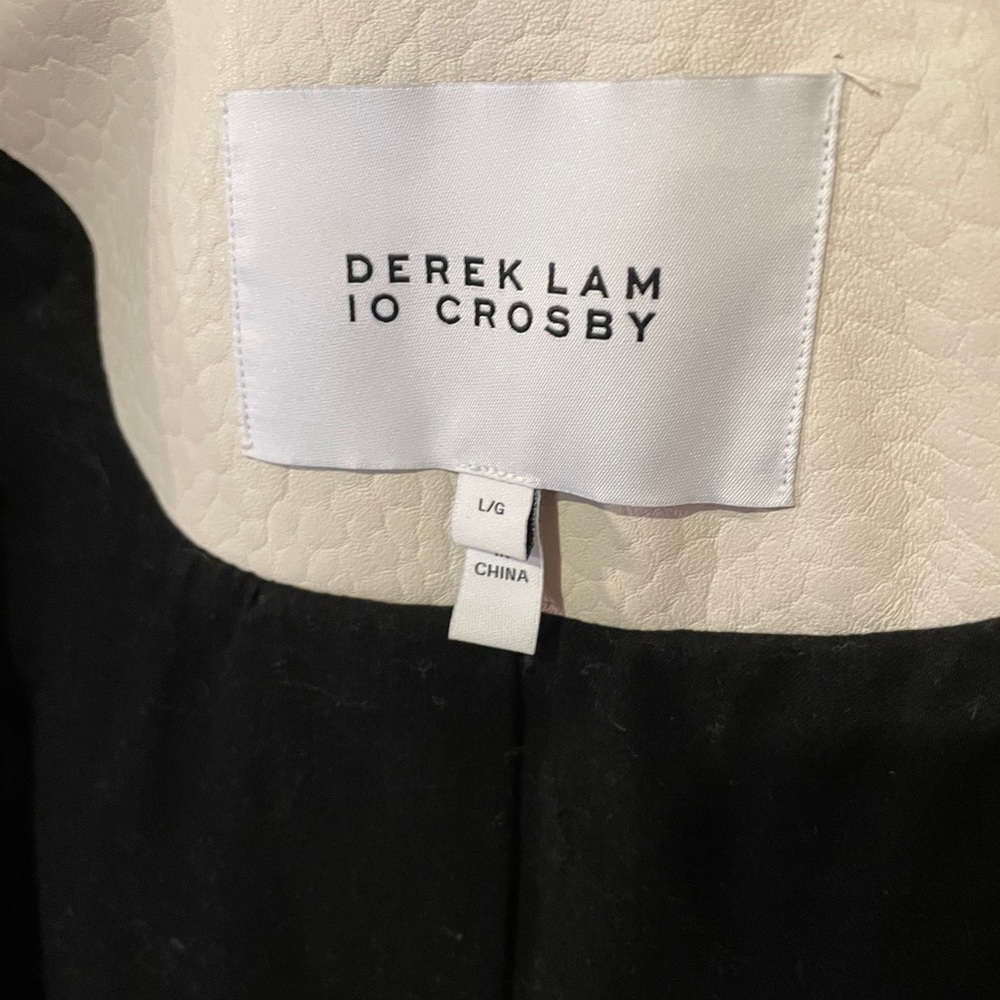 DEREK LAM
10 CROSBY
L/G
CHINA